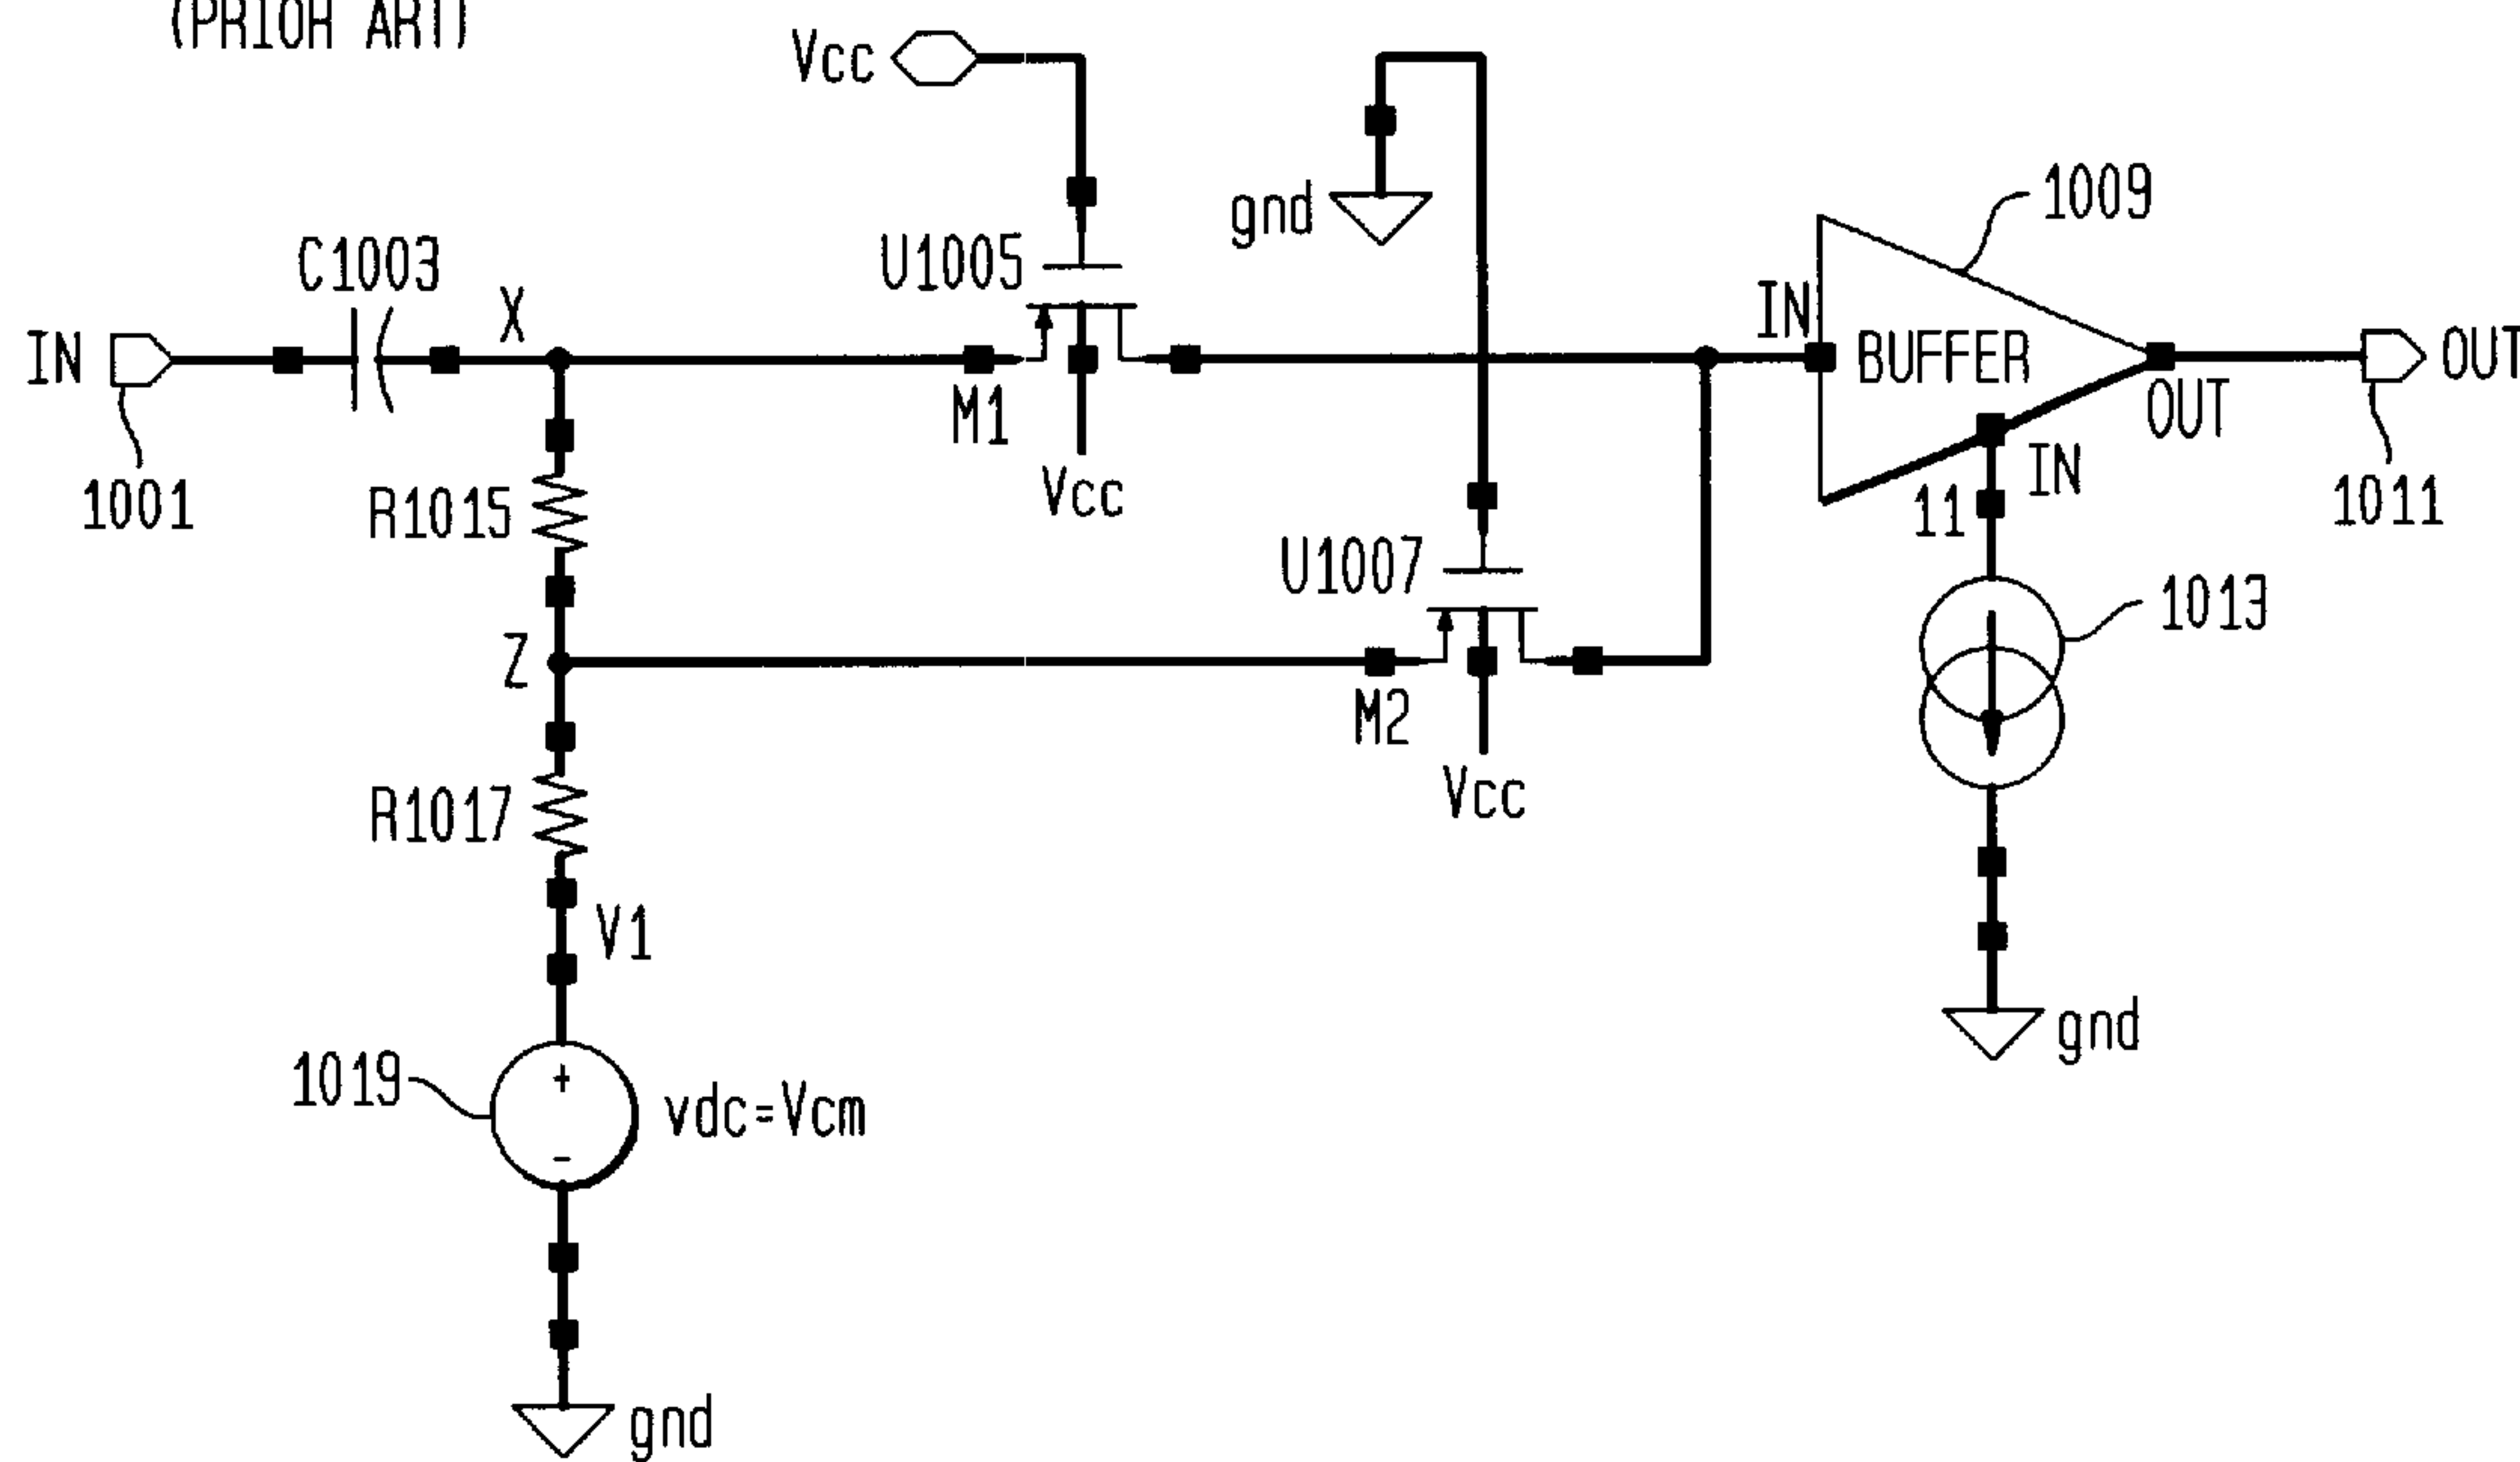 (PRIOR ART)
Vcc
gnd
1009
C1003
U1005
X
IN
IN
BUFFER
OUT
OUT
M1
Vcc
1001
R1015
U1007
11
IN
1011
1013
Z
M2
Vcc
R1017
V1
gnd
1019
+
-
vdc=Vcm
gnd